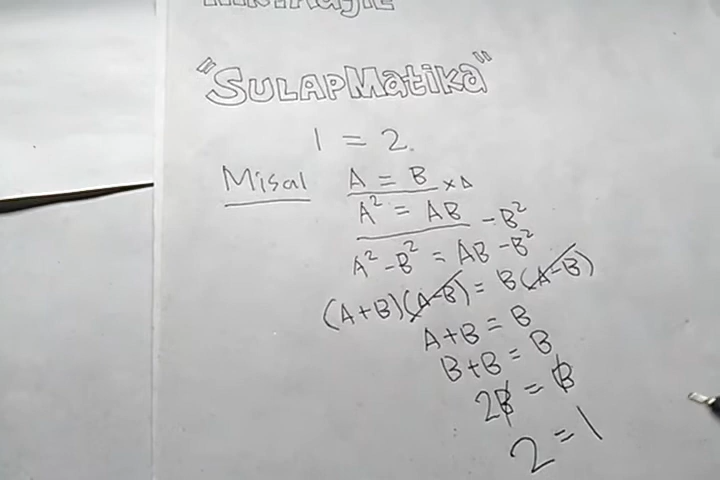 "SULAPMatika"
1 = 2.
Misal A = B ×A
A² = AB - B²
A² - B² = AB - B²
(A+B)(A-B) = B(A-B)
A+B = B
B+B = B
2B = B
2 = 1